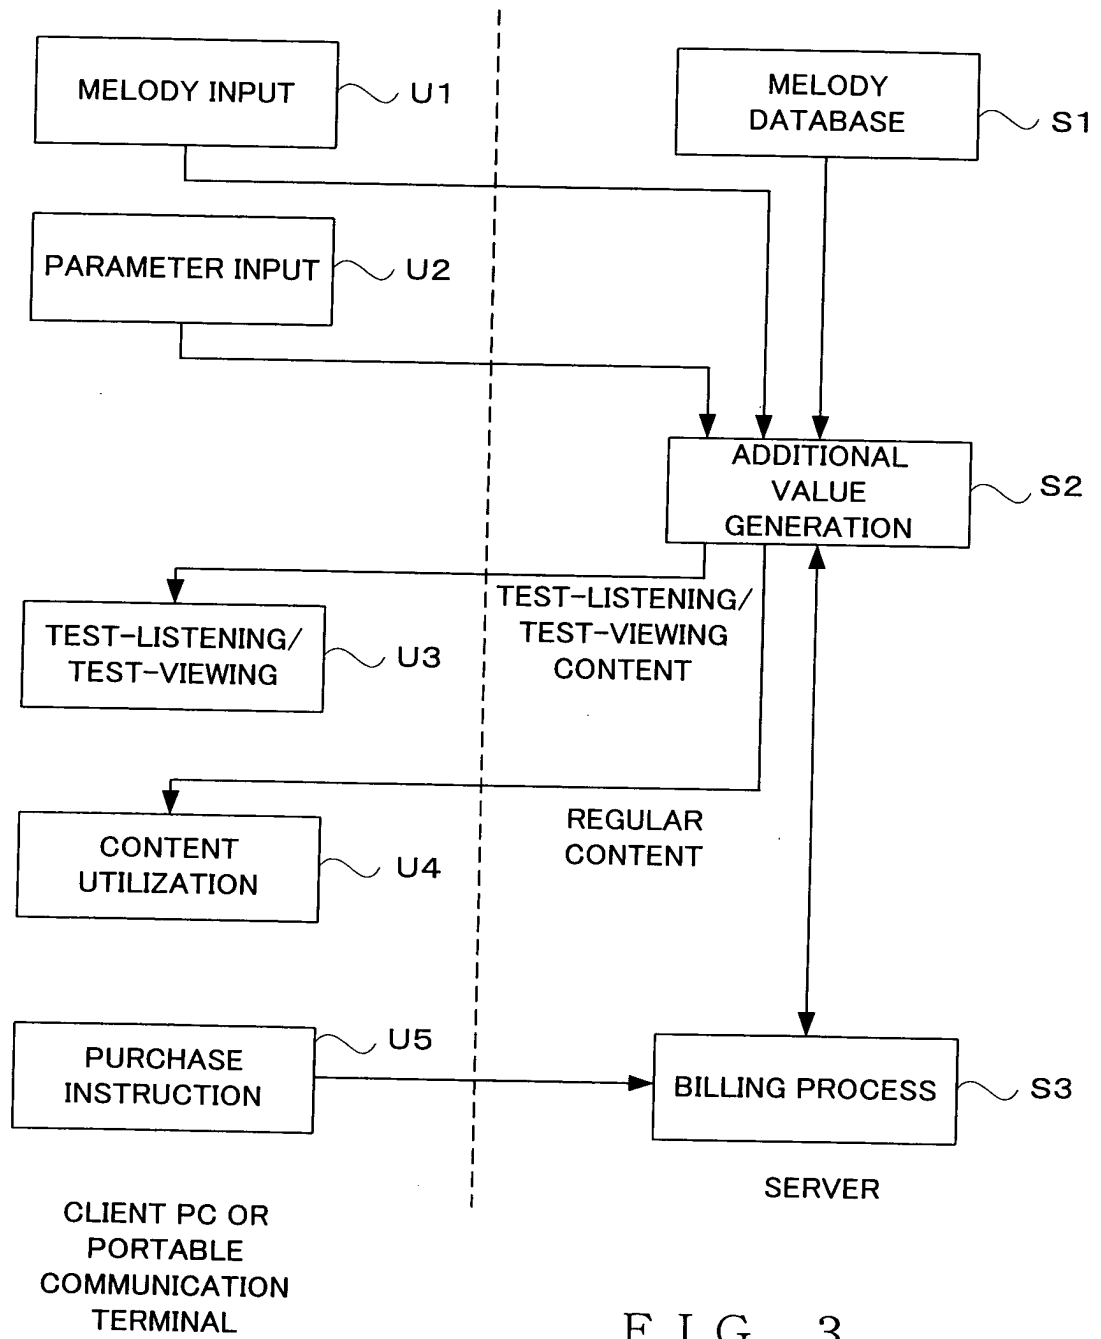 MELODY INPUT
U1
MELODY
DATABASE
S1
PARAMETER INPUT
U2
ADDITIONAL
VALUE
GENERATION
S2
TEST-LISTENING/
TEST-VIEWING
CONTENT
TEST-LISTENING/
TEST-VIEWING
U3
REGULAR
CONTENT
CONTENT
UTILIZATION
U4
PURCHASE
INSTRUCTION
U5
BILLING PROCESS
S3
SERVER
CLIENT PC OR
PORTABLE
COMMUNICATION
TERMINAL
FIG. 3